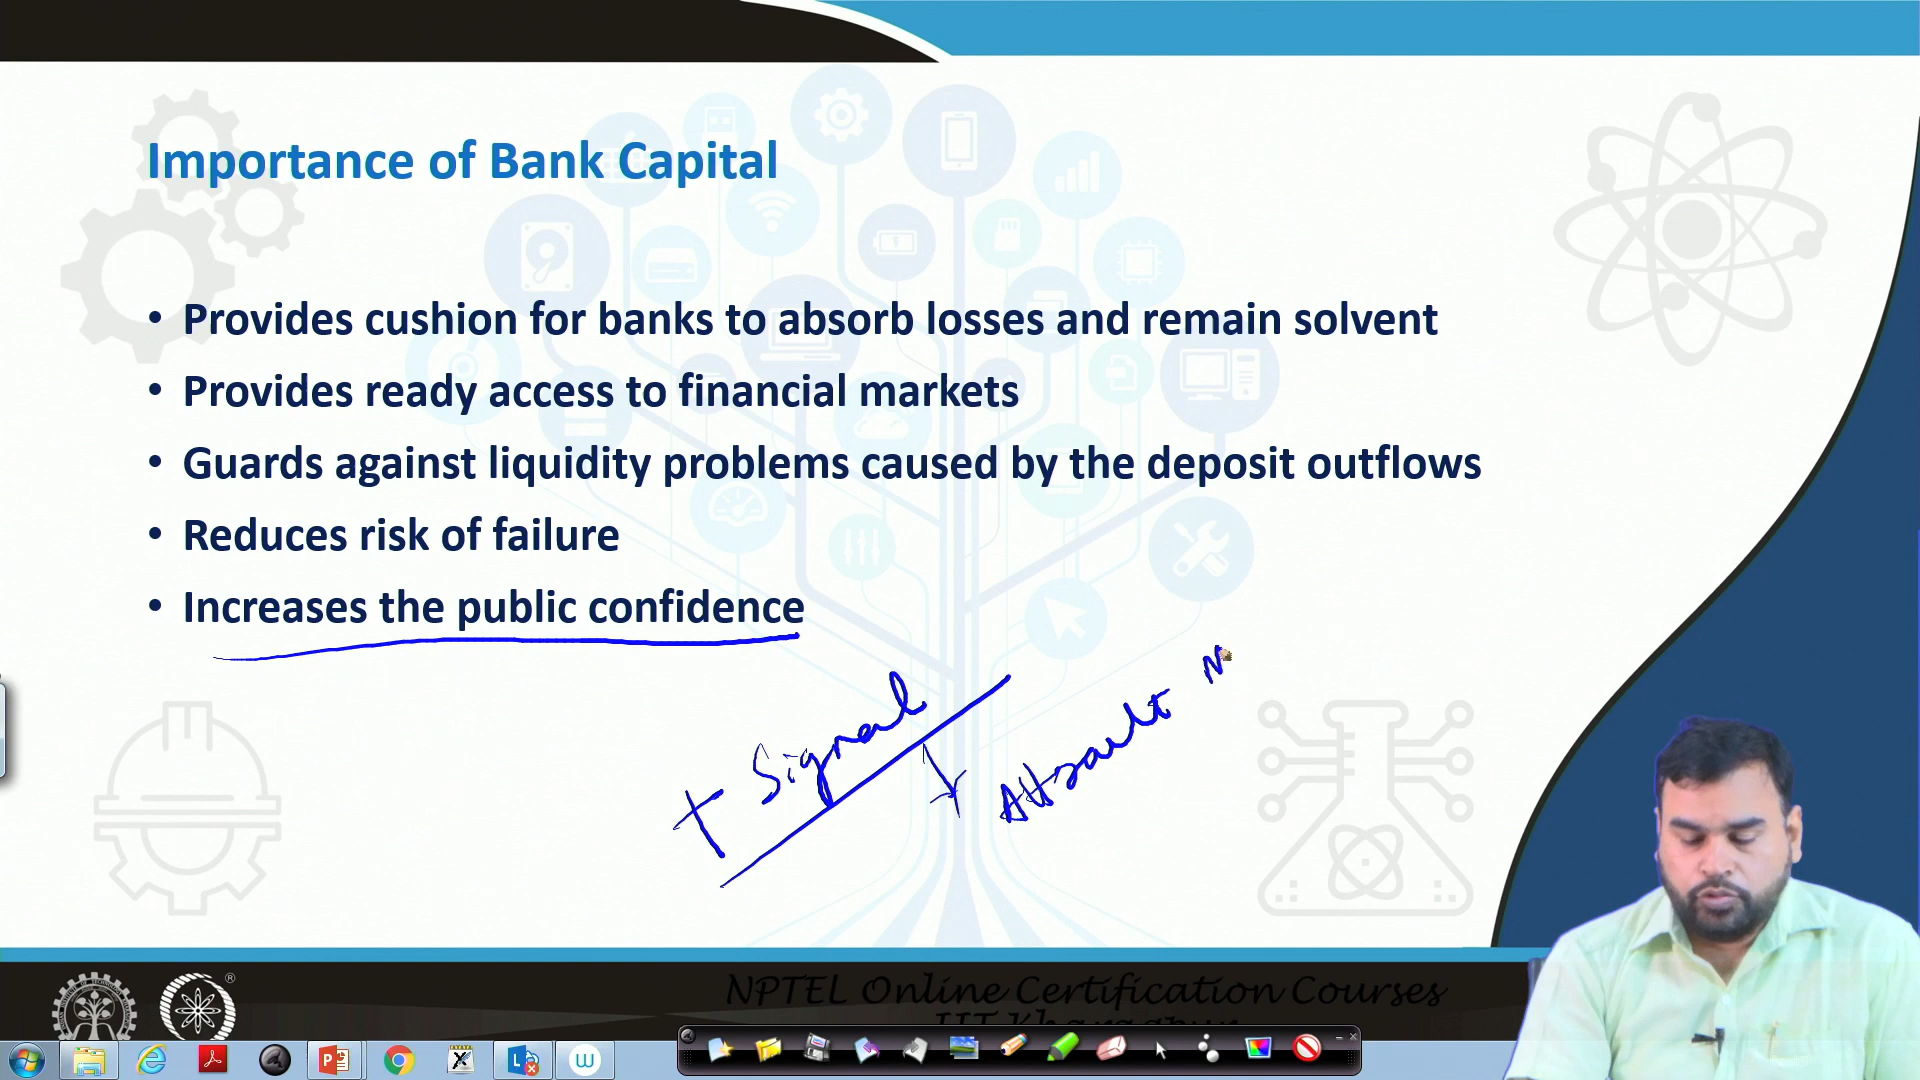 Importance of Bank Capital
• Provides cushion for banks to absorb losses and remain solvent
• Provides ready access to financial markets
• Guards against liquidity problems caused by the deposit outflows
• Reduces risk of failure
• Increases the public confidence
+ Signal
NPTEL Online Certification Courses
IIT Kharagpur